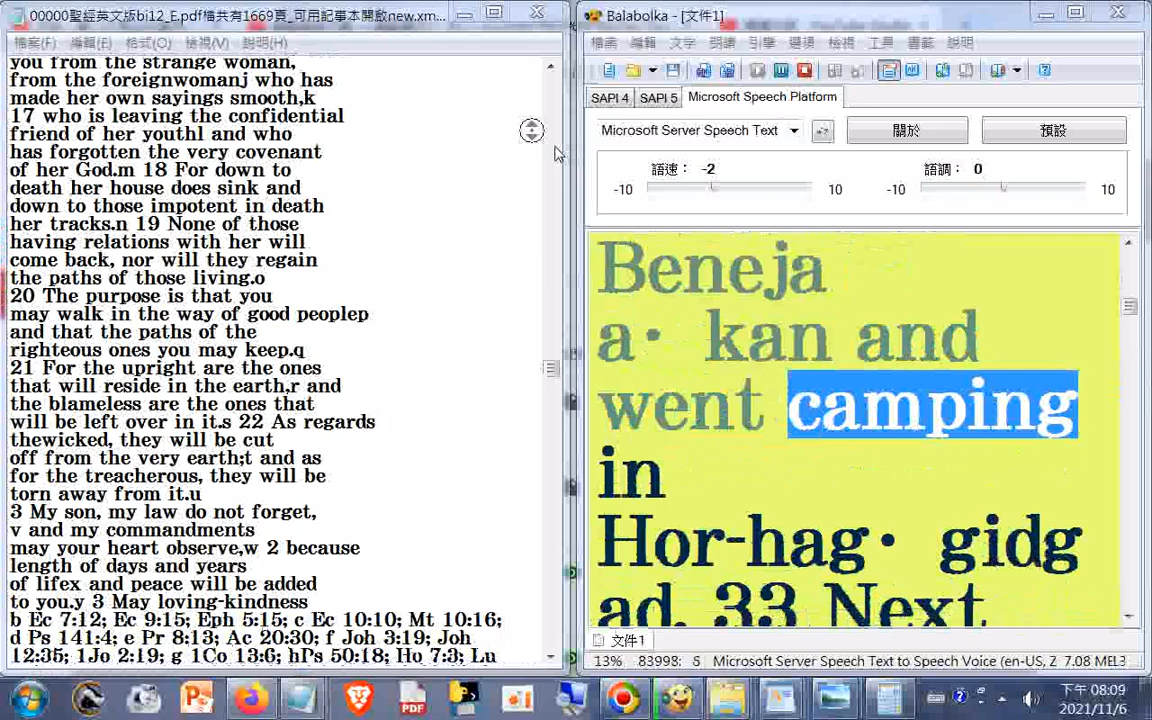 00000聖經英文版bi12_E.pdf檔共有1669頁_可用記事本開啟new.xm...
檔案(F) 編輯(E) 格式(O) 檢視(V) 說明(H)
you from the strange woman,
from the foreignwomanj who has
made her own sayings smooth,k
17 who is leaving the confidential
friend of her youthl and who
has forgotten the very covenant
of her God.m 18 For down to
death her house does sink and
down to those impotent in death
her tracks.n 19 None of those
having relations with her will
come back, nor will they regain
the paths of those living.o
20 The purpose is that you
may walk in the way of good peoplep
and that the paths of the
righteous ones you may keep.q
21 For the upright are the ones
that will reside in the earth,r and
the blameless are the ones that
will be left over in it.s 22 As regards
thewicked, they will be cut
off from the very earth;t and as
for the treacherous, they will be
torn away from it.u
3 My son, my law do not forget,
v and my commandments
may your heart observe,w 2 because
length of days and years
of lifex and peace will be added
to you.y 3 May loving-kindness
b Ec 7:12; Ec 9:15; Eph 5:15; c Ec 10:10; Mt 10:16;
d Ps 141:4; e Pr 8:13; Ac 20:30; f Joh 3:19; Joh
12:35; 1Jo 2:19; g 1Co 13:6; hPs 50:18; Ho 7:3; Lu
Balabolka - [文件1]
檔案 編輯 文字 朗讀 引擎 選項 檢視 工具 書籤 說明
SAPI 4 SAPI 5 Microsoft Speech Platform
Microsoft Server Speech Text 關於 預設
語速： -2 語調： 0
-10 10 -10 10
Beneja
a· kan and
went camping
in
Hor-hag· gidg
ad. 33 Next
文件1
13% 83998: 5 Microsoft Server Speech Text to Speech Voice (en-US, Z 7.08 МЕЗ
PDF
下午 08:09
2021/11/6